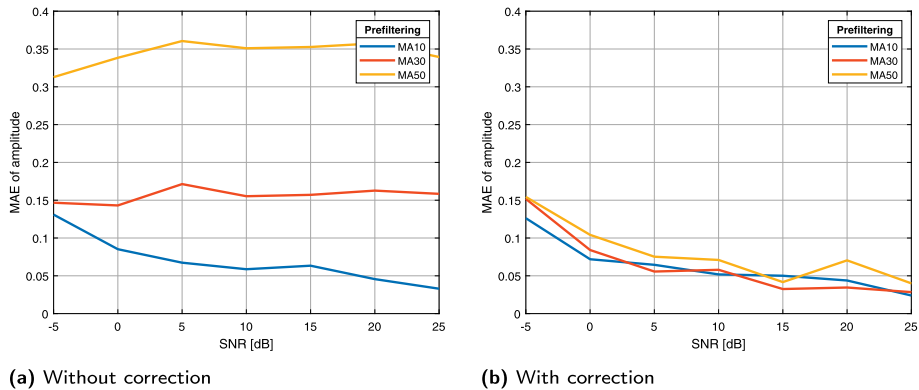 0.4
0.35
0.3
0.25
0.2
0.15
0.1
0.05
0
-5 0 5 10 15 20 25
MAE of amplitude
SNR [dB]
Prefiltering
MA10
MA30
MA50
(a) Without correction
0.4
0.35
0.3
0.25
0.2
0.15
0.1
0.05
0
-5 0 5 10 15 20 25
MAE of amplitude
SNR [dB]
Prefiltering
MA10
MA30
MA50
(b) With correction